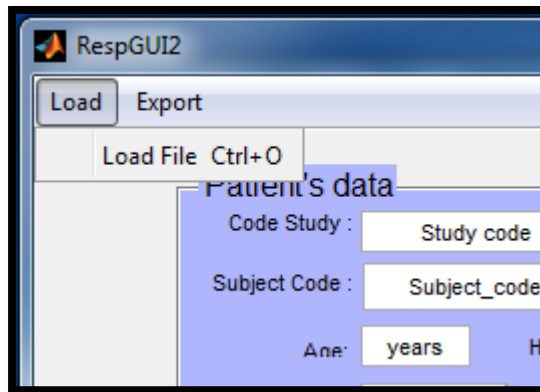 RespGUI2
Load Export
Load File Ctrl+O
Patient's data
Code Study : Study code
Subject Code : Subject_code
Age: years H